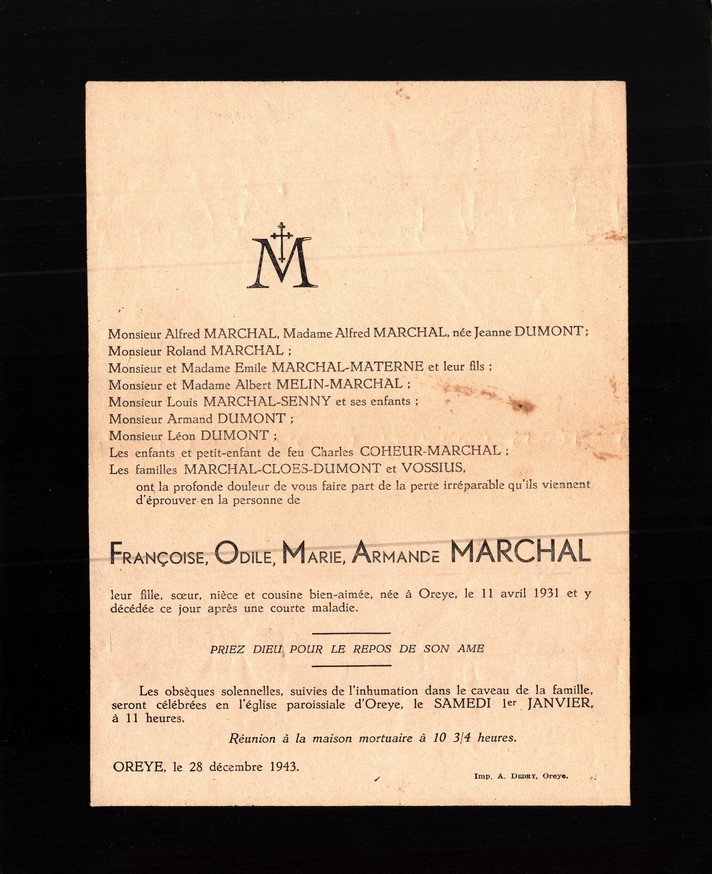 M
Monsieur Alfred MARCHAL, Madame Alfred MARCHAL, née Jeanne DUMONT ;
Monsieur Roland MARCHAL ;
Monsieur et Madame Emile MARCHAL-MATERNE et leur fils ;
Monsieur et Madame Albert MELIN-MARCHAL ;
Monsieur Louis MARCHAL-SENNY et ses enfants ;
Monsieur Armand DUMONT ;
Monsieur Léon DUMONT ;
Les enfants et petit-enfant de feu Charles COHEUR-MARCHAL ;
Les familles MARCHAL-CLOES-DUMONT et VOSSIUS,
ont la profonde douleur de vous faire part de la perte irréparable qu'ils viennent
d'éprouver en la personne de
FRANÇOISE, ODILE, MARIE, ARMANDE MARCHAL
leur fille, sœur, nièce et cousine bien-aimée, née à Oreye, le 11 avril 1931 et y
décédée ce jour après une courte maladie.
PRIEZ DIEU POUR LE REPOS DE SON AME
Les obsèques solennelles, suivies de l'inhumation dans le caveau de la famille,
seront célébrées en l'église paroissiale d'Oreye, le SAMEDI 1er JANVIER,
à 11 heures.
Réunion à la maison mortuaire à 10 3/4 heures.
OREYE, le 28 décembre 1943.
Imp. A. DEDRY, Oreye.